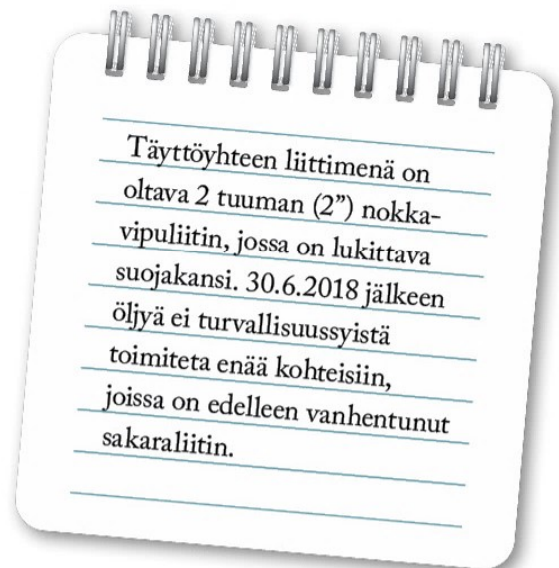 Täyttöyhteen liittimenä on
oltava 2 tuuman (2”) nokka-
vipuliitin, jossa on lukittava
suojakansi. 30.6.2018 jälkeen
öljyä ei turvallisuussyistä
toimiteta enää kohteisiin,
joissa on edelleen vanhentunut
sakaraliitin.